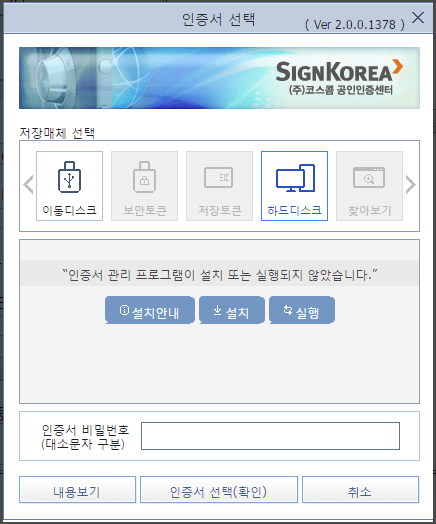 인증서 선택
( Ver 2.0.0.1378 )
SIGNKOREA
(주)코스콤 공인인증센터
저장매체 선택
이동디스크 보안토큰 저장토큰 하드디스크 찾아보기
“인증서 관리 프로그램이 설치 또는 실행되지 않았습니다.”
설치안내 설치 실행
인증서 비밀번호
(대소문자 구분)
내용보기 인증서 선택(확인) 취소